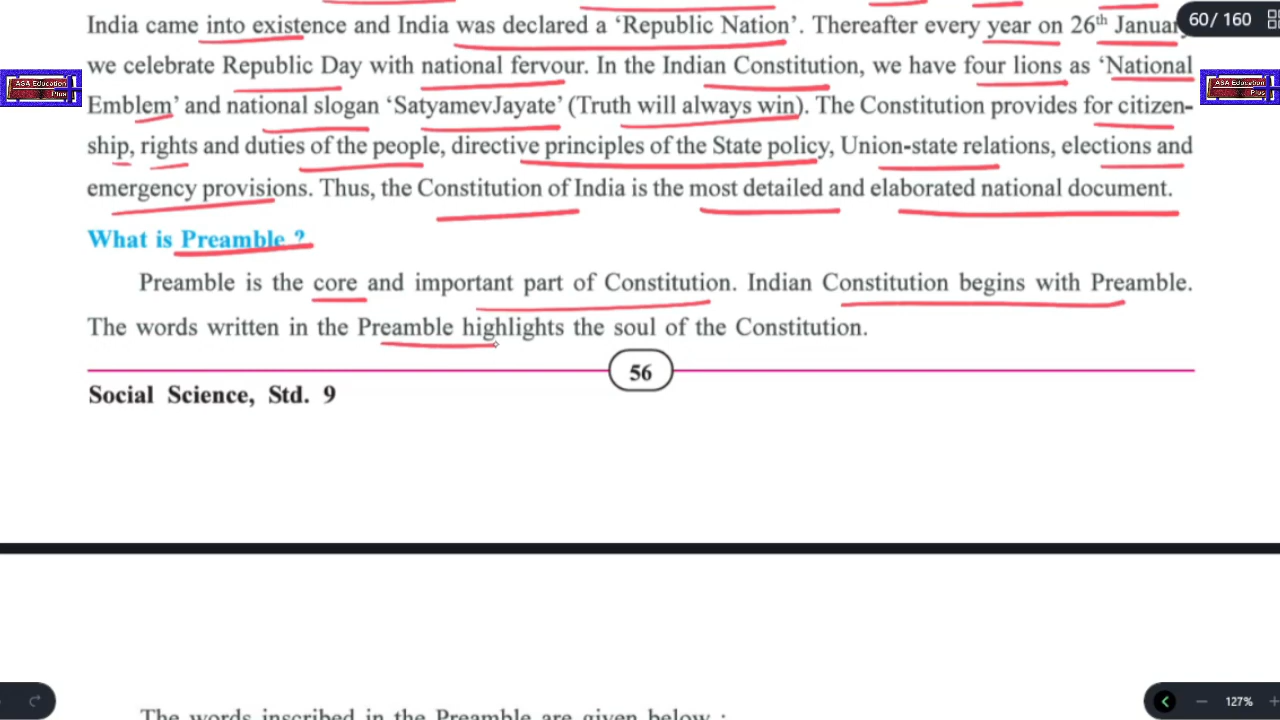 India came into existence and India was declared a ‘Republic Nation’. Thereafter every year on 26th January
60/ 160
we celebrate Republic Day with national fervour. In the Indian Constitution, we have four lions as ‘National
ASA Education Plus
ASA Education Plus
Emblem’ and national slogan ‘SatyamevJayate’ (Truth will always win). The Constitution provides for citizen-
ship, rights and duties of the people, directive principles of the State policy, Union-state relations, elections and
emergency provisions. Thus, the Constitution of India is the most detailed and elaborated national document.
What is Preamble ?
Preamble is the core and important part of Constitution. Indian Constitution begins with Preamble.
The words written in the Preamble highlights the soul of the Constitution.
56
Social Science, Std. 9
127%
The words inscribed in the Preamble are given below :